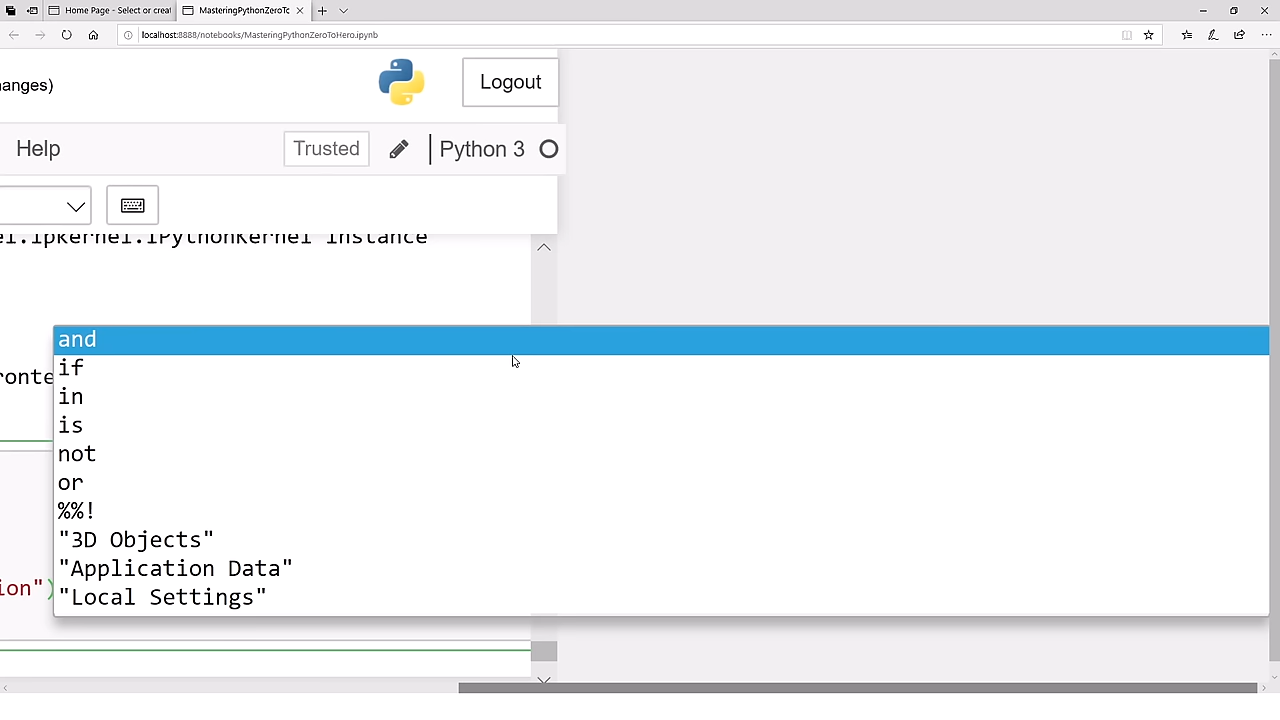 Home Page - Select or creat
MasteringPythonZeroTo
localhost:8888/notebooks/MasteringPythonZeroToHero.ipynb
anges)
Logout
Help
Trusted
Python 3
el.ipkernel.iPythonKernel instance
and
if
ronte
in
is
not
or
%%!
"3D Objects"
"Application Data"
ion")
"Local Settings"